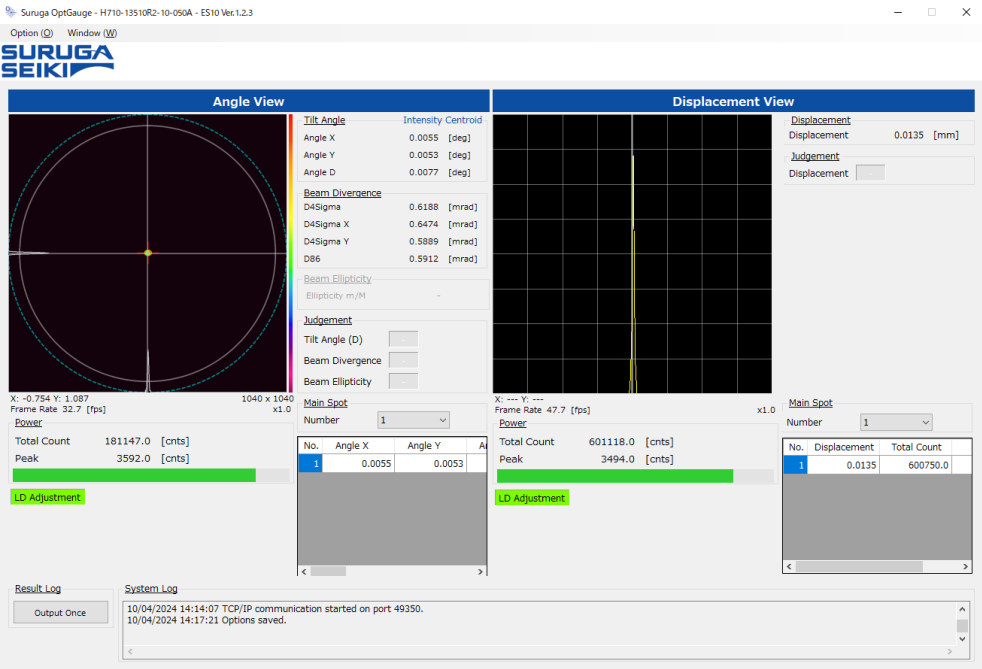 Suruga OptGauge - H710-13510R2-10-050A - ES10 Ver.1.2.3
Option (O) Window (W)
SURUGA
SEIKI
Angle View
Tilt Angle Intensity Centroid
Angle X 0.0055 [deg]
Angle Y 0.0053 [deg]
Angle D 0.0077 [deg]
Beam Divergence
D4Sigma 0.6188 [mrad]
D4Sigma X 0.6474 [mrad]
D4Sigma Y 0.5889 [mrad]
D86 0.5912 [mrad]
Beam Ellipticity
Ellipticity m/M -
Judgement
Tilt Angle (D) -
Beam Divergence -
Beam Ellipticity -
X: -0.754 Y: 1.087 1040 x 1040
Frame Rate 32.7 [fps] x1.0
Power
Total Count 181147.0 [cnts]
Peak 3592.0 [cnts]
LD Adjustment
Main Spot
Number 1
No. Angle X Angle Y A
1 0.0055 0.0053
Displacement View
Displacement
Displacement 0.0135 [mm]
Judgement
Displacement -
X: --- Y: ---
Frame Rate 47.7 [fps] x1.0
Power
Total Count 601118.0 [cnts]
Peak 3494.0 [cnts]
LD Adjustment
Main Spot
Number 1
No. Displacement Total Count
1 0.0135 600750.0
Result Log
Output Once
System Log
10/04/2024 14:14:07 TCP/IP communication started on port 49350.
10/04/2024 14:17:21 Options saved.